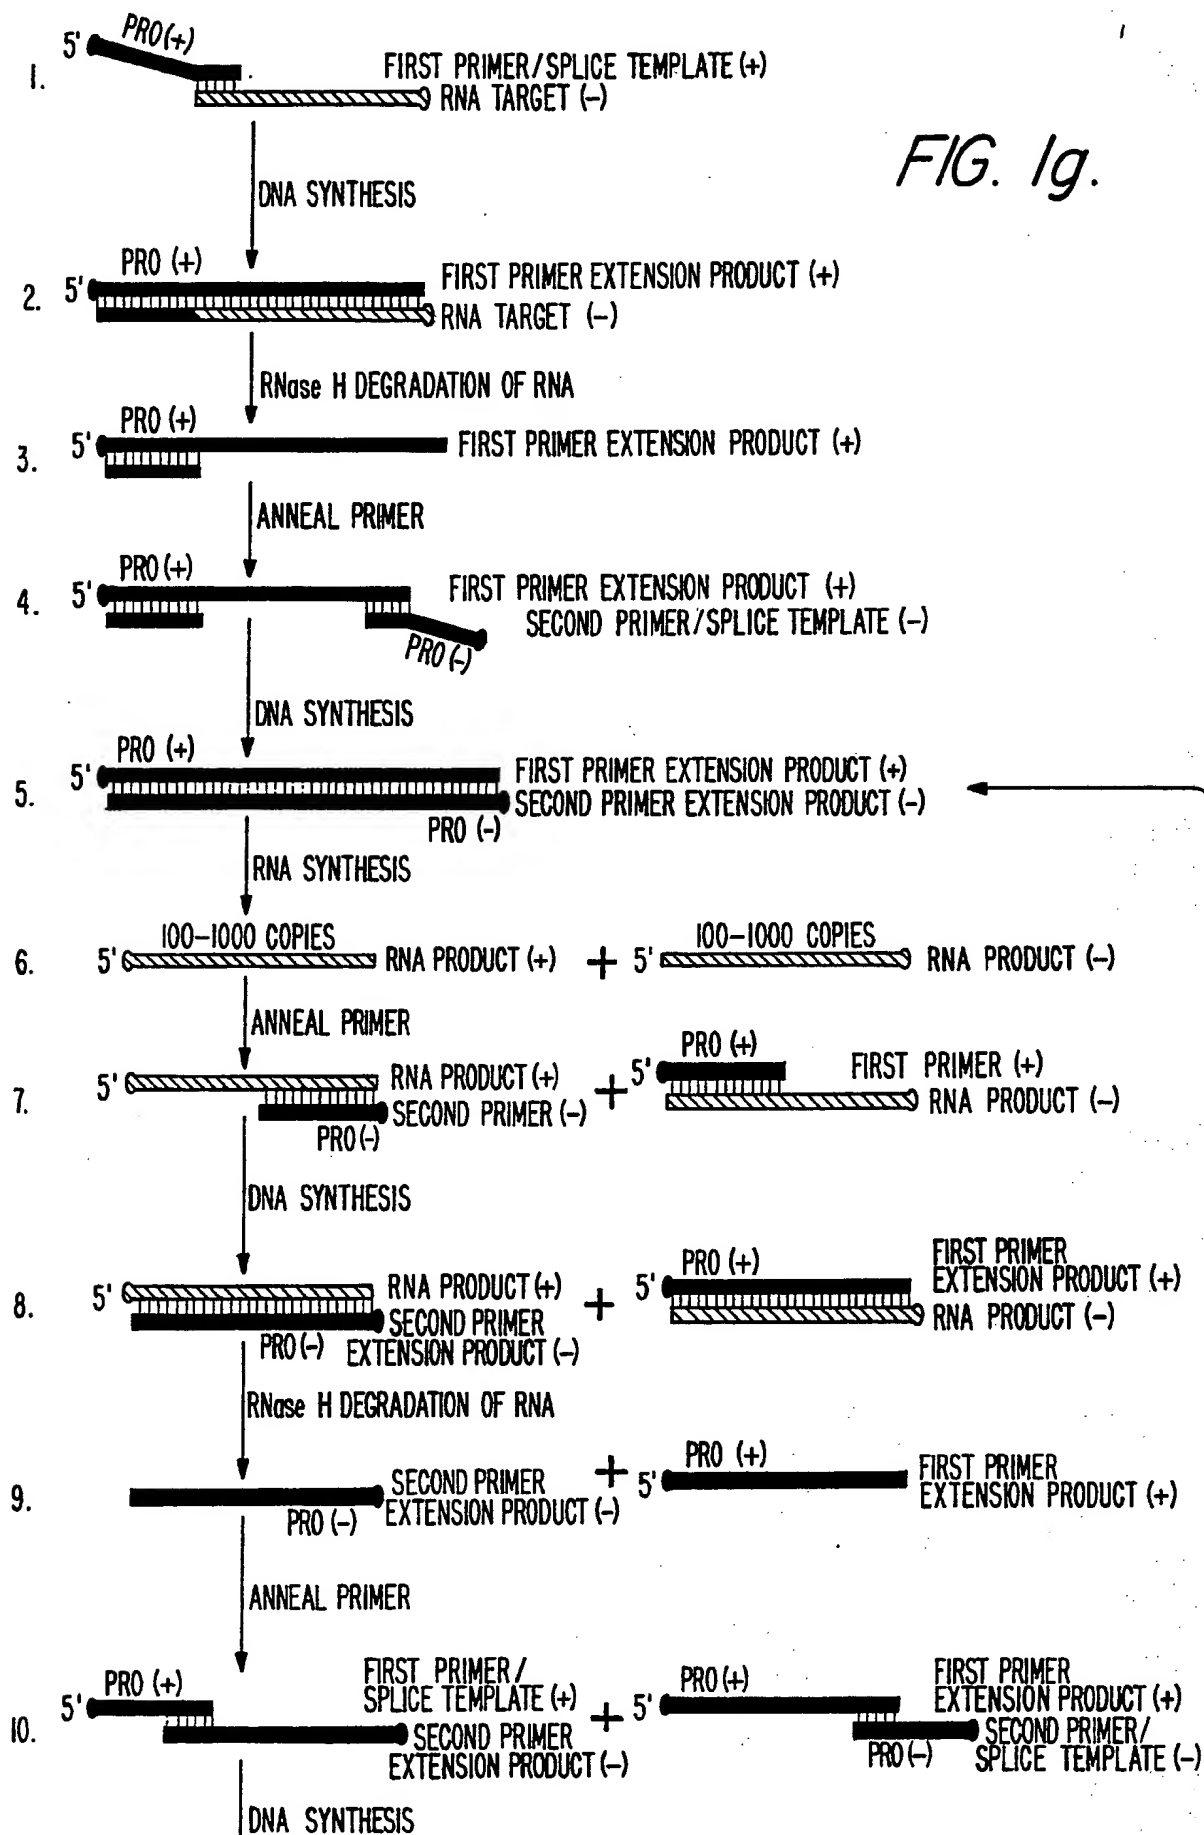 5' PRO (+)
1. FIRST PRIMER/SPLICE TEMPLATE (+)
RNA TARGET (-)
FIG. 1g.
DNA SYNTHESIS
PRO (+)
2. 5' FIRST PRIMER EXTENSION PRODUCT (+)
RNA TARGET (-)
RNase H DEGRADATION OF RNA
PRO (+)
3. 5' FIRST PRIMER EXTENSION PRODUCT (+)
ANNEAL PRIMER
PRO (+)
4. 5' FIRST PRIMER EXTENSION PRODUCT (+)
SECOND PRIMER/SPLICE TEMPLATE (-)
PRO (-)
DNA SYNTHESIS
PRO (+)
5. 5' FIRST PRIMER EXTENSION PRODUCT (+)
SECOND PRIMER EXTENSION PRODUCT (-)
PRO (-)
RNA SYNTHESIS
100-1000 COPIES 100-1000 COPIES
6. 5' RNA PRODUCT (+) + 5' RNA PRODUCT (-)
ANNEAL PRIMER
PRO (+)
7. 5' RNA PRODUCT (+) + 5' FIRST PRIMER (+)
SECOND PRIMER (-) RNA PRODUCT (-)
PRO (-)
DNA SYNTHESIS
PRO (+) FIRST PRIMER
8. 5' RNA PRODUCT (+) + 5' EXTENSION PRODUCT (+)
SECOND PRIMER RNA PRODUCT (-)
PRO (-) EXTENSION PRODUCT (-)
RNase H DEGRADATION OF RNA
PRO (+)
9. SECOND PRIMER + 5' FIRST PRIMER
PRO (-) EXTENSION PRODUCT (-) EXTENSION PRODUCT (+)
ANNEAL PRIMER
PRO (+) FIRST PRIMER/ PRO (+) FIRST PRIMER
10. 5' SPLICE TEMPLATE (+) + 5' EXTENSION PRODUCT (+)
SECOND PRIMER SECOND PRIMER/
EXTENSION PRODUCT (-) PRO (-) SPLICE TEMPLATE (-)
DNA SYNTHESIS